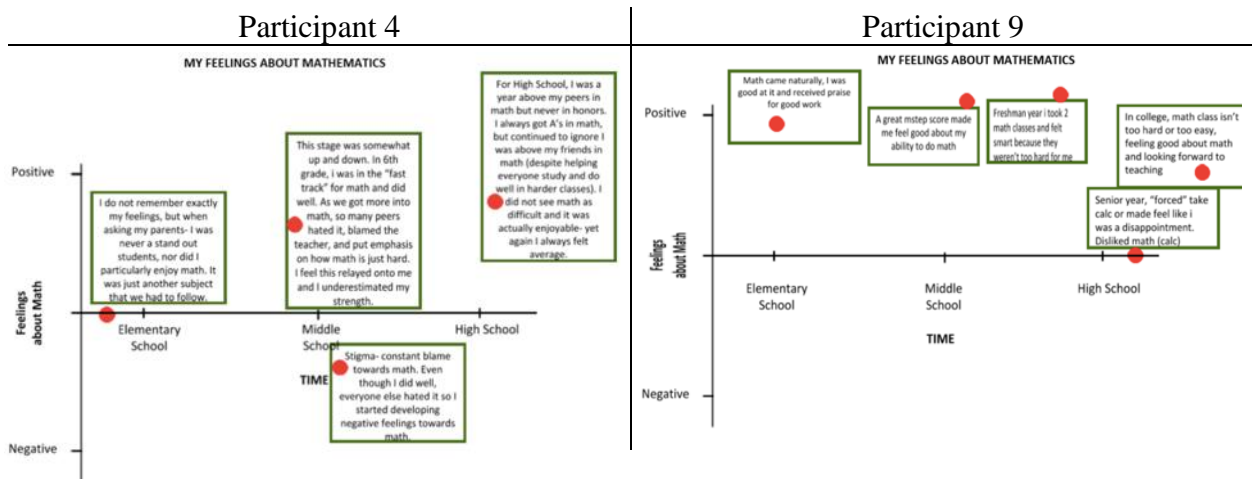 Participant 4
MY FEELINGS ABOUT MATHEMATICS
Positive
Negative
Feelings
about Math
I do not remember exactly
my feelings, but when
asking my parents- I was
never a stand out
students, nor did I
particularly enjoy math. It
was just another subject
that we had to follow.
This stage was somewhat
up and down. In 6th
grade, i was in the "fast
track" for math and did
well. As we got more into
math, so many peers
hated it, blamed the
teacher, and put emphasis
on how math is just hard.
I feel this relayed onto me
and I underestimated my
strength.
For High School, I was a
year above my peers in
math but never in honors.
I always got A's in math,
but continued to ignore I
was above my friends in
math (despite helping
everyone study and do
well in harder classes). I
did not see math as
difficult and it was
actually enjoyable- yet
again I always felt
average.
Elementary
School
Middle
School
High School
TIME
Stigma- constant blame
towards math. Even
though I did well,
everyone else hated it so I
started developing
negative feelings towards
math.
Participant 9
MY FEELINGS ABOUT MATHEMATICS
Positive
Negative
Feelings
about Math
Math came naturally, I was
good at it and received praise
for good work
A great mstep score made
me feel good about my
ability to do math
Freshman year i took 2
math classes and felt
smart because they
weren't too hard for me
In college, math class isn't
too hard or too easy,
feeling good about math
and looking forward to
teaching
Senior year, "forced" take
calc or made feel like i
was a disappointment.
Disliked math (calc)
Elementary
School
Middle
School
High School
TIME